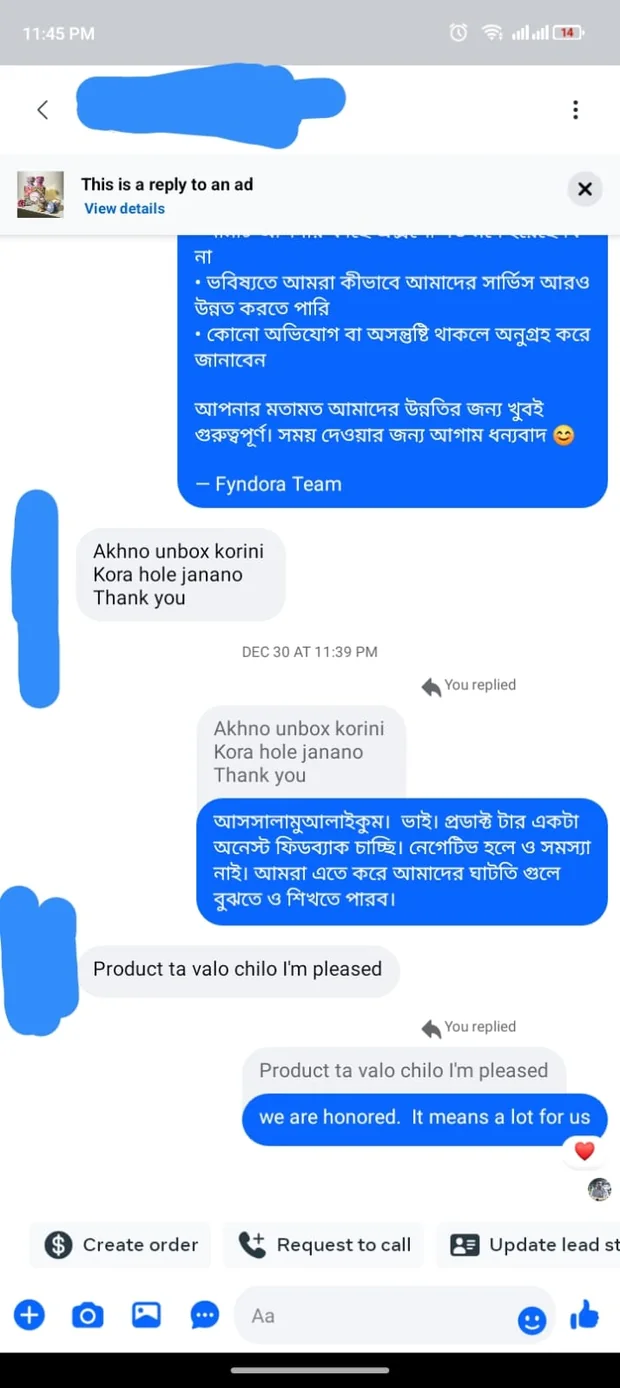 11:45 PM
14
This is a reply to an ad
View details
না
• ভবিষ্যতে আমরা কীভাবে আমাদের সার্ভিস আরও
উন্নত করতে পারি
• কোনো অভিযোগ বা অসন্তুষ্টি থাকলে অনুগ্রহ করে
জানাবেন
আপনার মতামত আমাদের উন্নতির জন্য খুবই
গুরুত্বপূর্ণ। সময় দেওয়ার জন্য আগাম ধন্যবাদ 😊
— Fyndora Team
Akhno unbox korini
Kora hole janano
Thank you
DEC 30 AT 11:39 PM
You replied
Akhno unbox korini
Kora hole janano
Thank you
আসসালামুআলাইকুম। ভাই। প্রডাক্ট টার একটা
অনেস্ট ফিডব্যাক চাচ্ছি। নেগেটিভ হলে ও সমস্যা
নাই। আমরা এতে করে আমাদের ঘাটতি গুলে
বুঝতে ও শিখতে পারব।
Product ta valo chilo I'm pleased
You replied
Product ta valo chilo I'm pleased
we are honored. It means a lot for us
Create order
Request to call
Update lead st
Aa